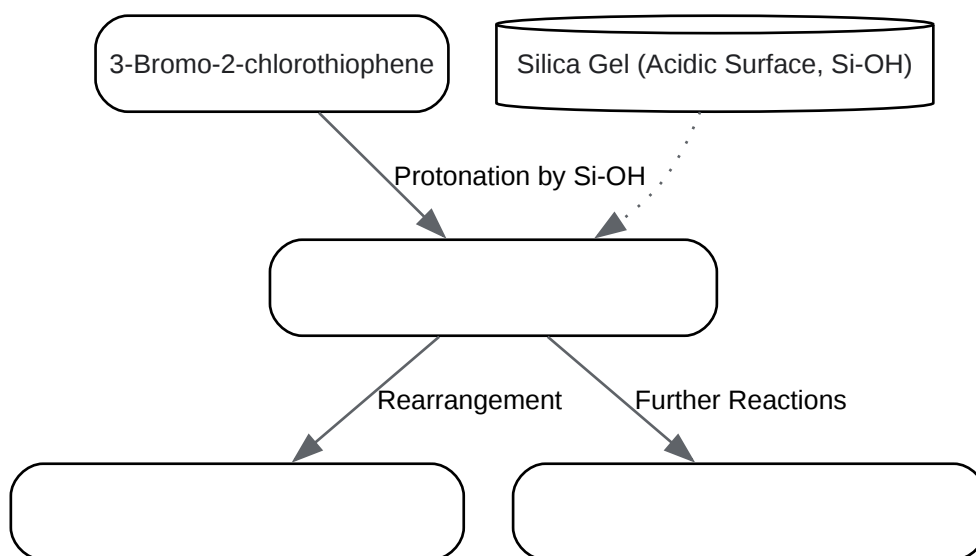 3-Bromo-2-chlorothiophene
Silica Gel (Acidic Surface, Si-OH)
Protonation by Si-OH
Rearrangement
Further Reactions